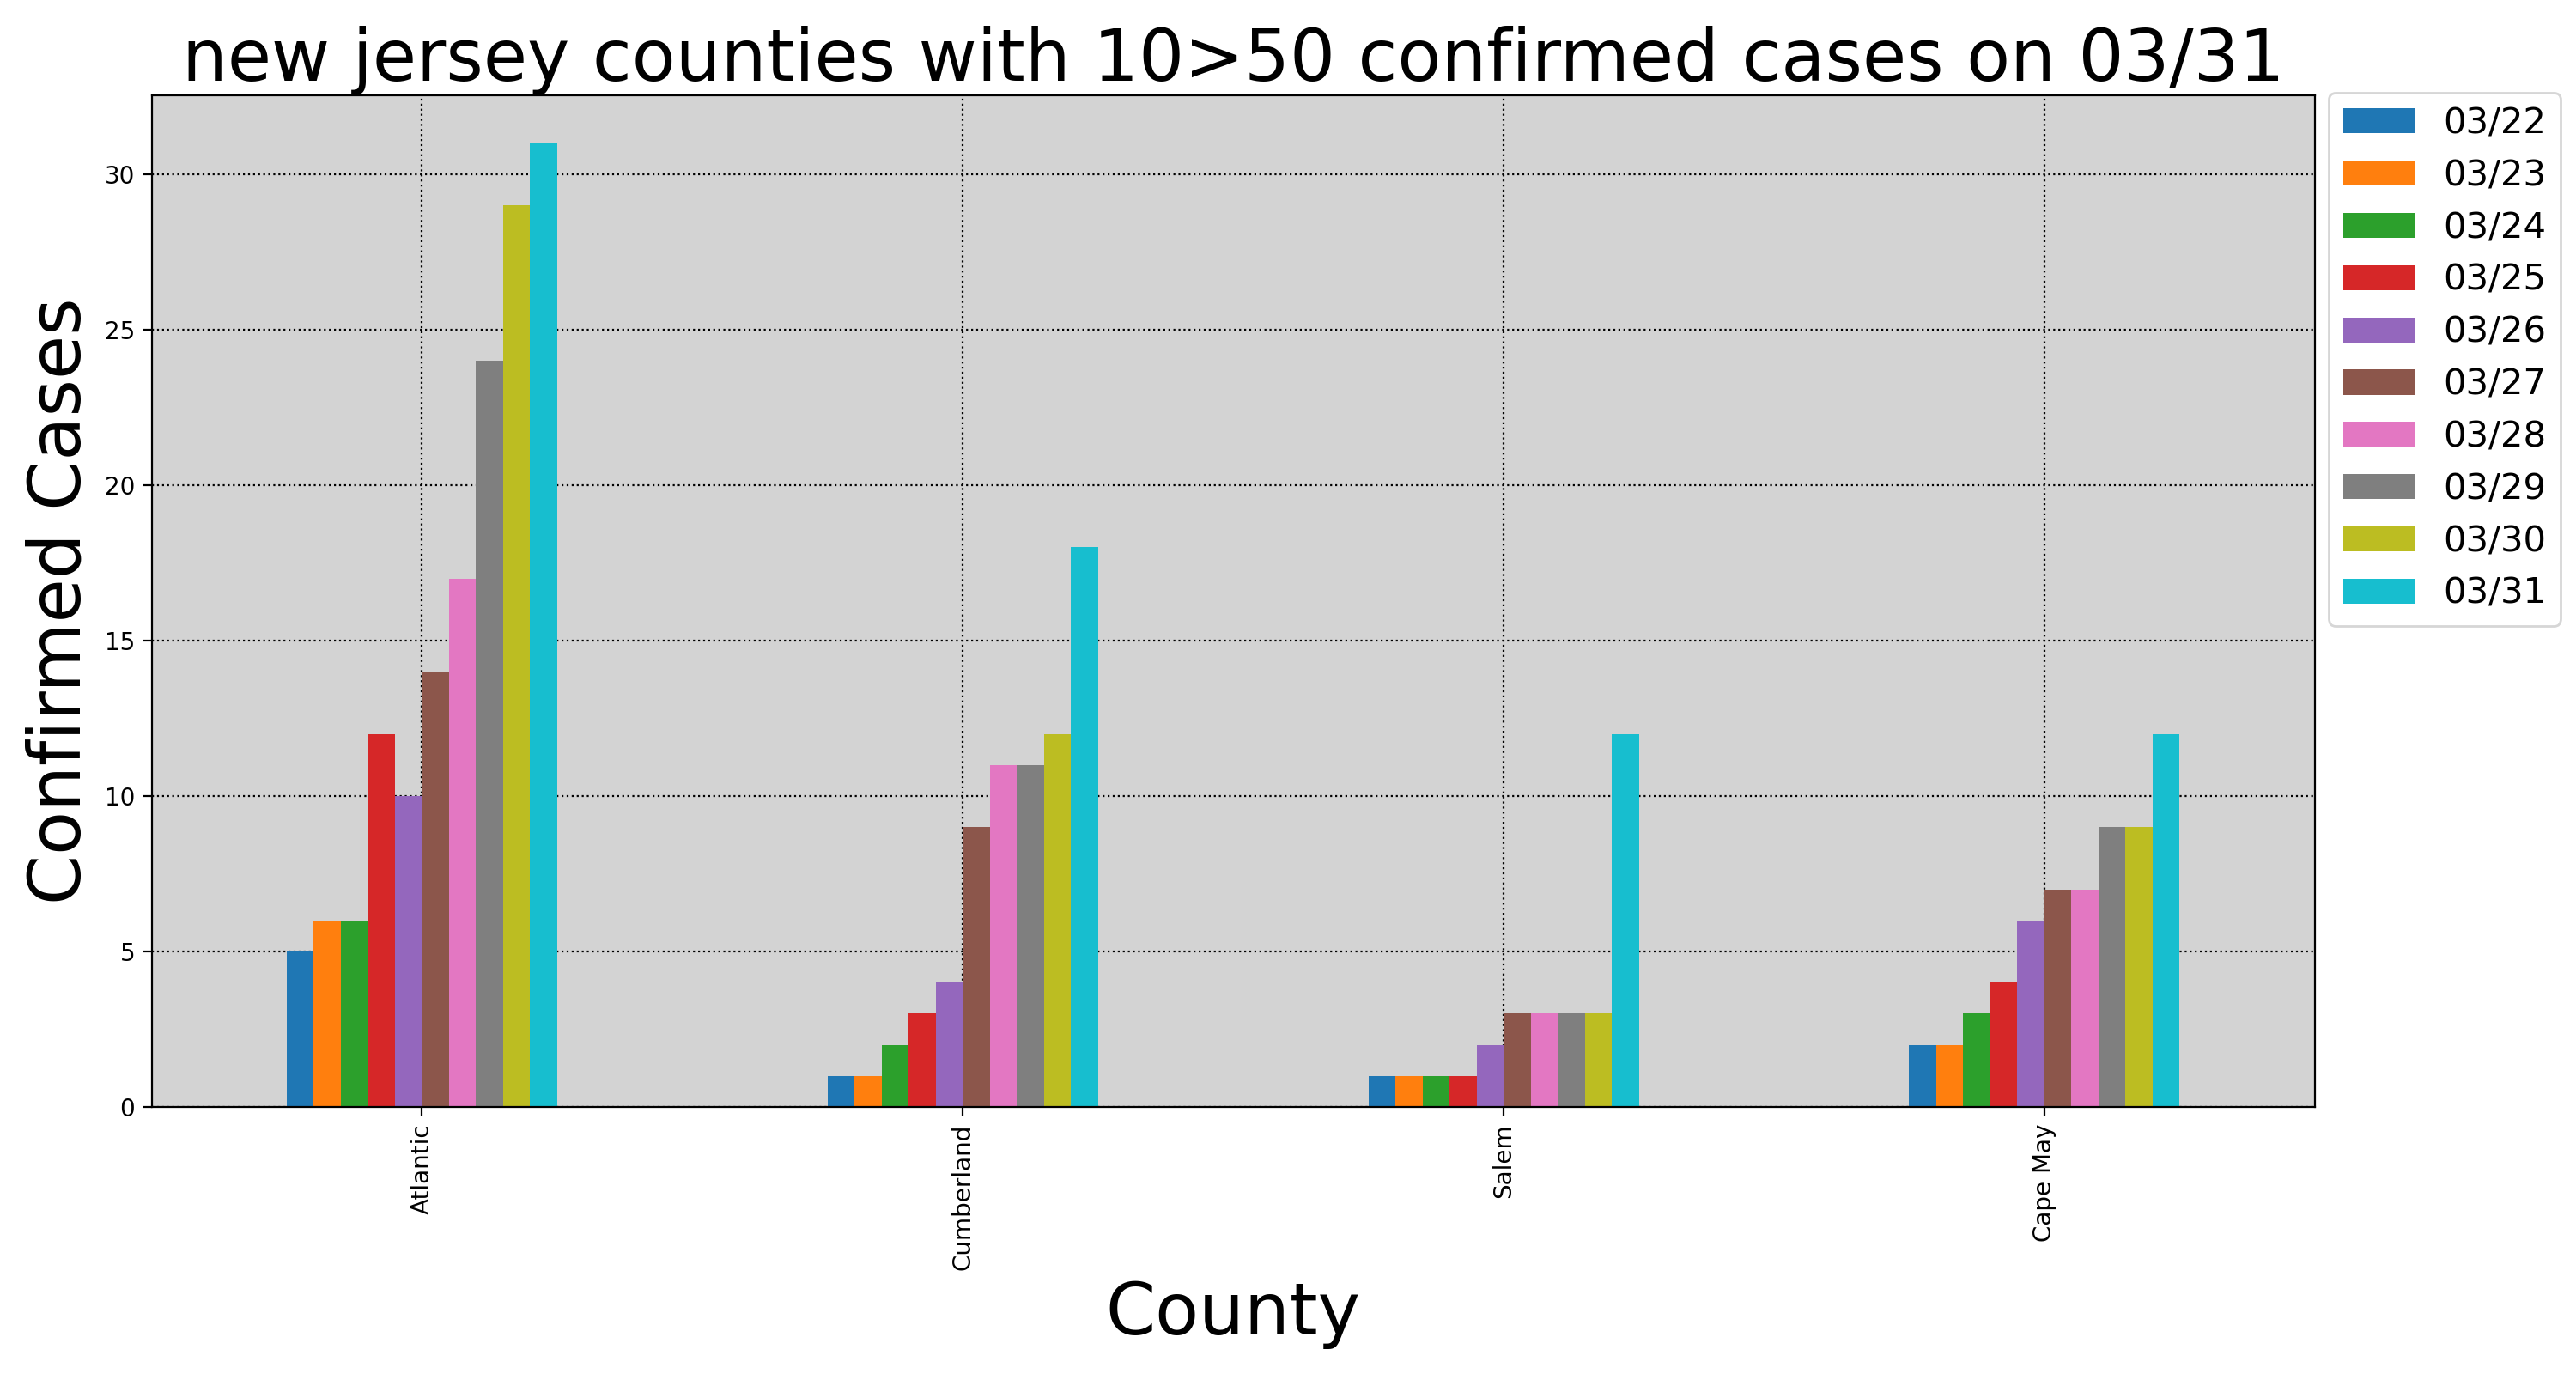 new jersey counties with 10>50 confirmed cases on 03/31
Confirmed Cases
30
25
20
15
10
5
0
Atlantic
Cumberland
Salem
Cape May
County
03/22
03/23
03/24
03/25
03/26
03/27
03/28
03/29
03/30
03/31